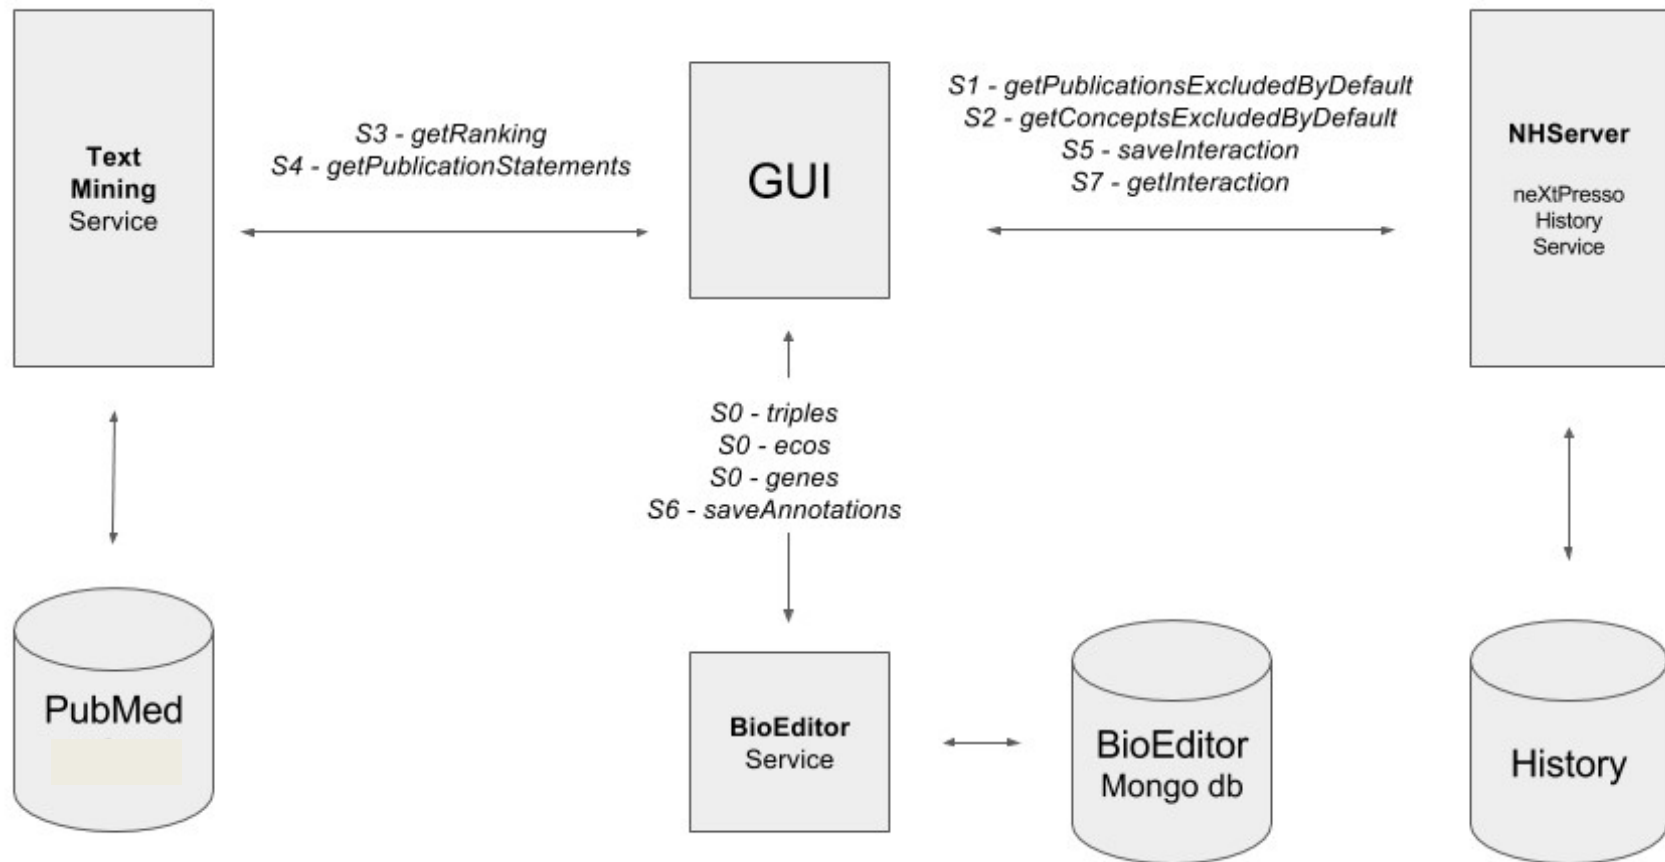 Text
Mining
Service
S3 - getRanking
S4 - getPublicationStatements
GUI
S1 - getPublicationsExcludedByDefault
S2 - getConceptsExcludedByDefault
S5 - saveInteraction
S7 - getInteraction
NHServer
neXtPresso
History
Service
S0 - triples
S0 - ecos
S0 - genes
S6 - saveAnnotations
PubMed
BioEditor
Service
BioEditor
Mongo db
History